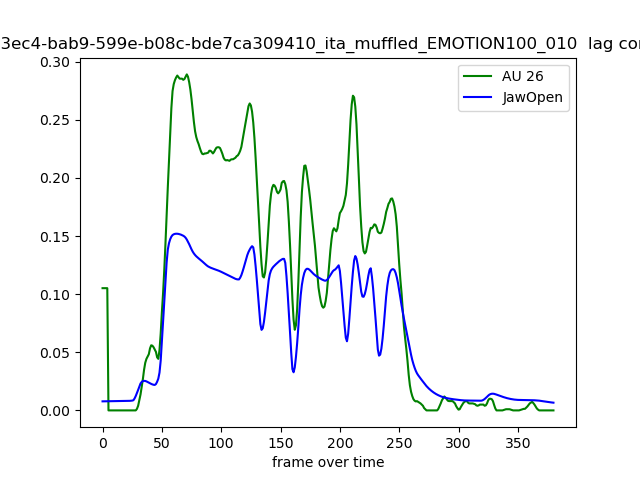 3ec4-bab9-599e-b08c-bde7ca309410_ita_muffled_EMOTION100_010 lag cor
0.30
0.25
0.20
0.15
0.10
0.05
0.00
AU 26
JawOpen
0 50 100 150 200 250 300 350
frame over time